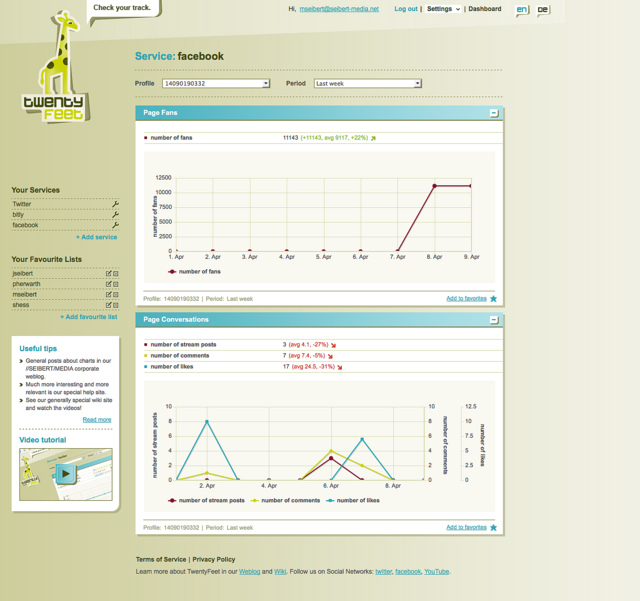 Check your track.
Hi, mseibert@seibert-media.net Log out | Settings | Dashboard en De
twenty
feet
Service: facebook
Profile 14090190332 Period Last week
Page Fans
number of fans 11143 (+11143, avg 9117, +22%)
12500
10000
7500
5000
2500
0
number of fans
1. Apr 2. Apr 3. Apr 4. Apr 5. Apr 6. Apr 7. Apr 8. Apr 9. Apr
number of fans
Profile: 14090190332 | Period: Last week Add to favorites
Your Services
Twitter
bitly
facebook
+ Add service
Your Favourite Lists
jseibert
pherwarth
mseibert
shess
+ Add favourite list
Useful tips
General posts about charts in our
//SEIBERT/MEDIA corporate
weblog.
Much more interesting and more
relevant is our special help site.
See our generally special wiki site
and watch the videos!
Read more
Video tutorial
Page Conversations
number of stream posts 3 (avg 4.1, -27%)
number of comments 7 (avg 7.4, -5%)
number of likes 17 (avg 24.5, -31%)
10 10 12.5
8 8 10
6 6 7.5
4 4 5
2 2 2.5
0 0 0
number of stream posts
number of comments
number of likes
2. Apr 4. Apr 6. Apr 8. Apr
number of stream posts number of comments number of likes
Profile: 14090190332 | Period: Last week Add to favorites
Terms of Service | Privacy Policy
Learn more about TwentyFeet in our Weblog and Wiki. Follow us on Social Networks: twitter, facebook, YouTube.